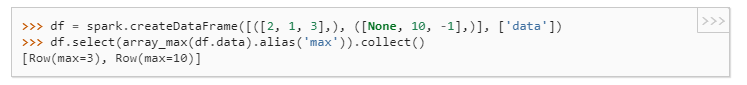 >>> df = spark.createDataFrame([([2, 1, 3],), ([None, 10, -1],)], ['data'])
>>> df.select(array_max(df.data).alias('max')).collect()
[Row(max=3), Row(max=10)]
>>>